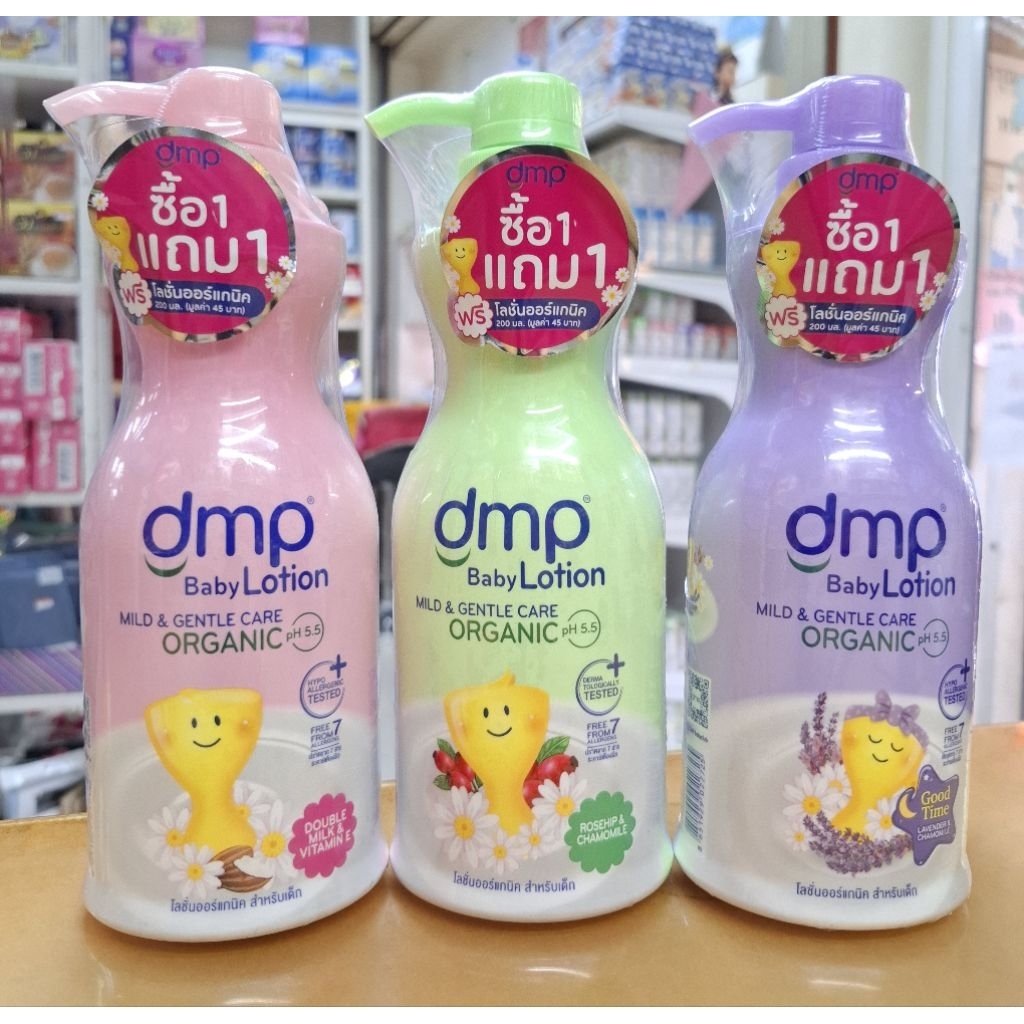 dmp
ซื้อ1
แถม1
ฟรี
โลชั่นออร์แกนิค
200 มล. (มูลค่า 45 บาท)
dmp®
Baby Lotion
MILD & GENTLE CARE
ORGANIC pH 5.5
HYPO
ALLERGENIC
TESTED
FREE 7
FROM
ALLERGENS
DOUBLE
MILK &
VITAMIN E
โลชั่นออร์แกนิค สำหรับเด็ก
dmp
ซื้อ1
แถม1
ฟรี
โลชั่นออร์แกนิค
200 มล. (มูลค่า 45 บาท)
dmp®
Baby Lotion
MILD & GENTLE CARE
ORGANIC pH 5.5
DERMA
TOLOGICALLY
TESTED
FREE 7
FROM
ALLERGENS
ROSEHIP &
CHAMOMILE
โลชั่นออร์แกนิค สำหรับเด็ก
dmp
ซื้อ1
แถม1
ฟรี
โลชั่นออร์แกนิค
200 มล. (มูลค่า 45 บาท)
dmp®
Baby Lotion
MILD & GENTLE CARE
ORGANIC pH 5.5
HYPO
ALLERGENIC
TESTED
FREE 7
FROM
ALLERGENS
Good
Time
LAVENDER &
CHAMOMILE
โลชั่นออร์แกนิค สำหรับเด็ก